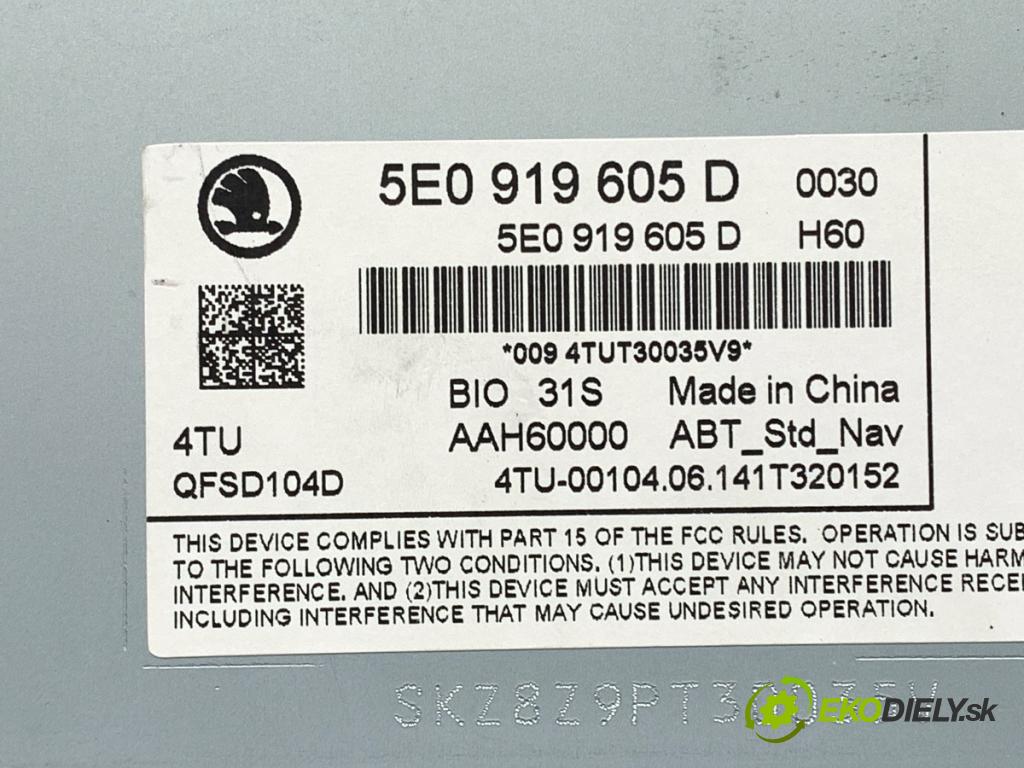 5E0 919 605 D 0030
5E0 919 605 D H60
*009 4TUT30035V9*
BIO 31S Made in China
4TU AAH60000 ABT_Std_Nav
QFSD104D 4TU-00104.06.141T320152
THIS DEVICE COMPLIES WITH PART 15 OF THE FCC RULES. OPERATION IS SUB
TO THE FOLLOWING TWO CONDITIONS. (1)THIS DEVICE MAY NOT CAUSE HARM
INTERFERENCE. AND (2)THIS DEVICE MUST ACCEPT ANY INTERFERENCE RECEI
INCLUDING INTERFERENCE THAT MAY CAUSE UNDESIRED OPERATION.
EKODIELY.sk